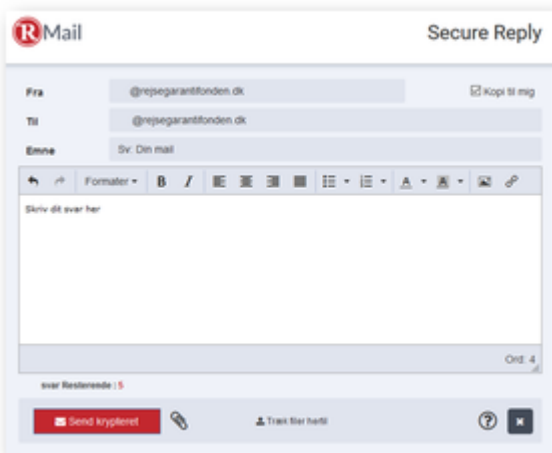 RMail
Secure Reply
Fra @rejsegarantifonden.dk Kopi til mig
Til @rejsegarantifonden.dk
Emne Sv: Din mail
Formater B I A A
Skriv dit svar her
Ord: 4
svar Resterende : 5
Send krypteret Træk filer hertil ?